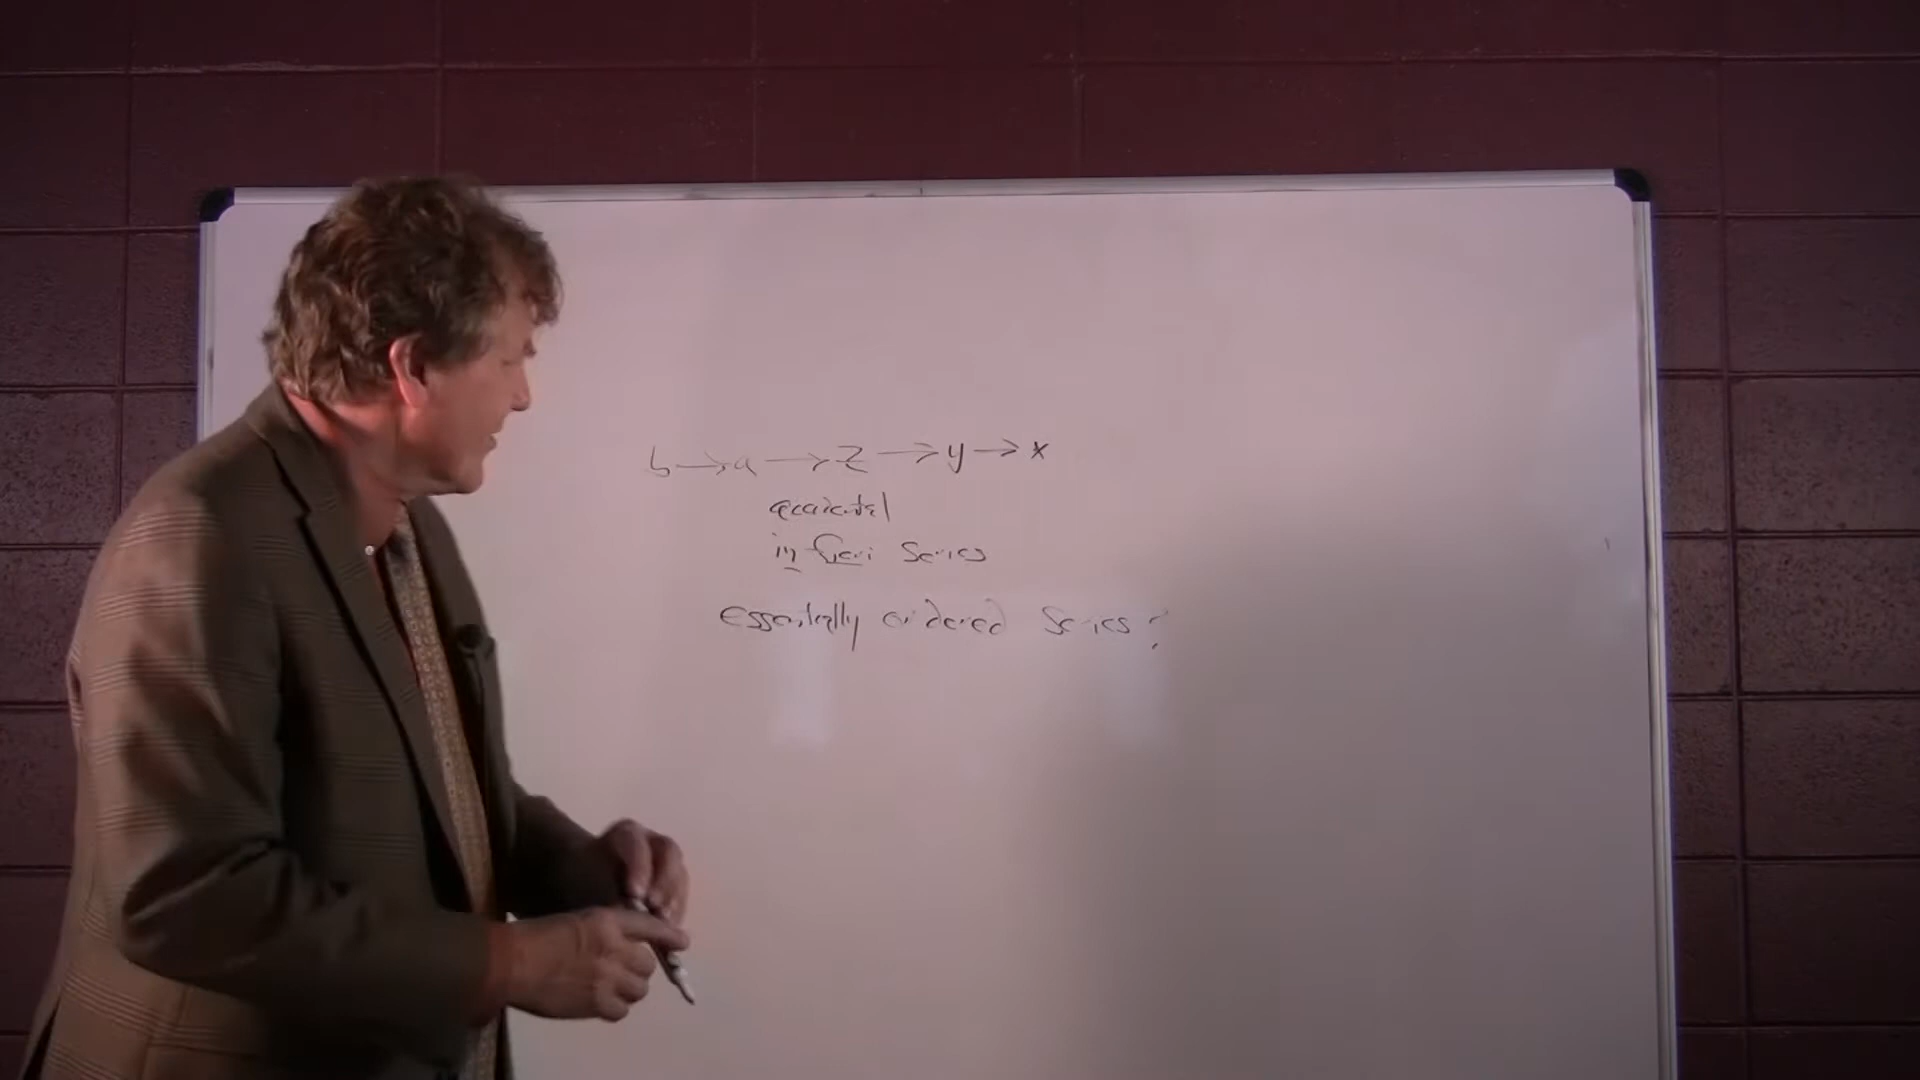 b → a → z → y → x
accidental
in fieri series
essentially ordered series?